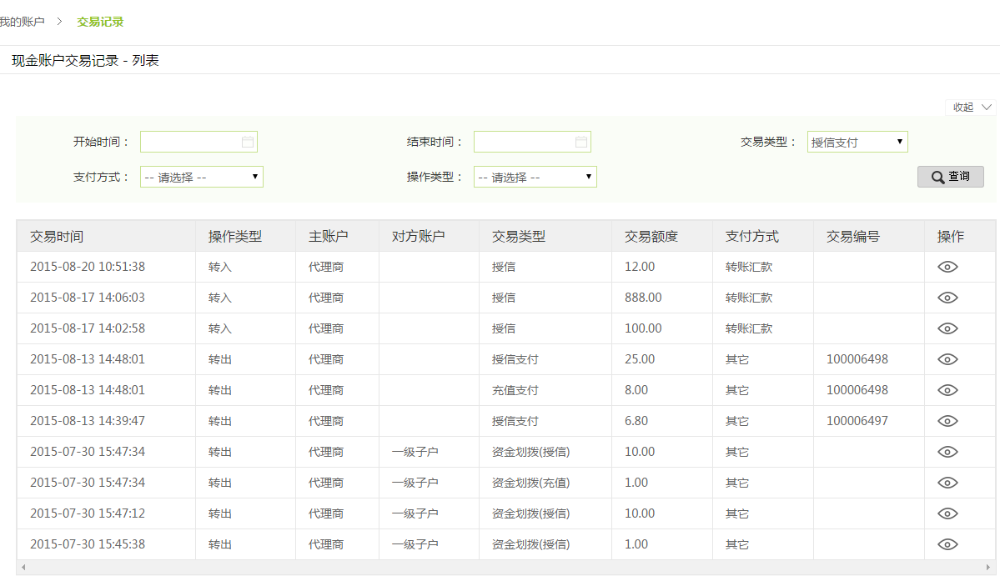 我的账户 > 交易记录
现金账户交易记录 - 列表
收起
开始时间： 结束时间： 交易类型： 授信支付
支付方式： -- 请选择 -- 操作类型： -- 请选择 -- 查询
交易时间 操作类型 主账户 对方账户 交易类型 交易额度 支付方式 交易编号 操作
2015-08-20 10:51:38 转入 代理商 授信 12.00 转账汇款
2015-08-17 14:06:03 转入 代理商 授信 888.00 转账汇款
2015-08-17 14:02:58 转入 代理商 授信 100.00 转账汇款
2015-08-13 14:48:01 转出 代理商 授信支付 25.00 其它 100006498
2015-08-13 14:48:01 转出 代理商 充值支付 8.00 其它 100006498
2015-08-13 14:39:47 转出 代理商 授信支付 6.80 其它 100006497
2015-07-30 15:47:34 转出 代理商 一级子户 资金划拨(授信) 10.00 其它
2015-07-30 15:47:34 转出 代理商 一级子户 资金划拨(充值) 1.00 其它
2015-07-30 15:47:12 转出 代理商 一级子户 资金划拨(授信) 10.00 其它
2015-07-30 15:45:38 转出 代理商 一级子户 资金划拨(授信) 1.00 其它